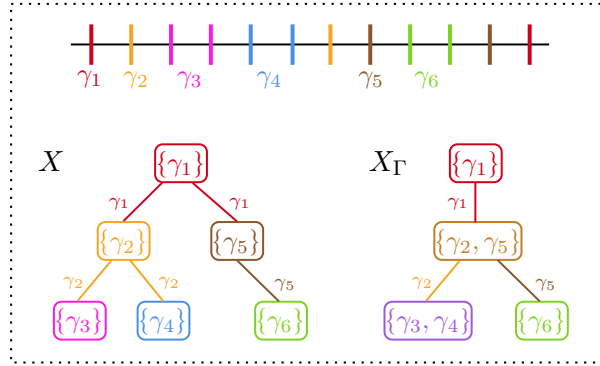 γ₁ γ₂ γ₃ γ₄ γ₅ γ₆
X {γ₁} X_Γ {γ₁}
γ₁ γ₁ γ₁
{γ₂} {γ₅} {γ₂, γ₅}
γ₂ γ₂ γ₅ γ₂ γ₅
{γ₃} {γ₄} {γ₆} {γ₃, γ₄} {γ₆}